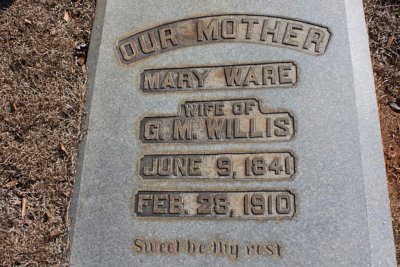 OUR MOTHER
MARY WARE
WIFE OF
G. M. WILLIS
JUNE 9, 1841
FEB. 28, 1910
Sweet be thy rest